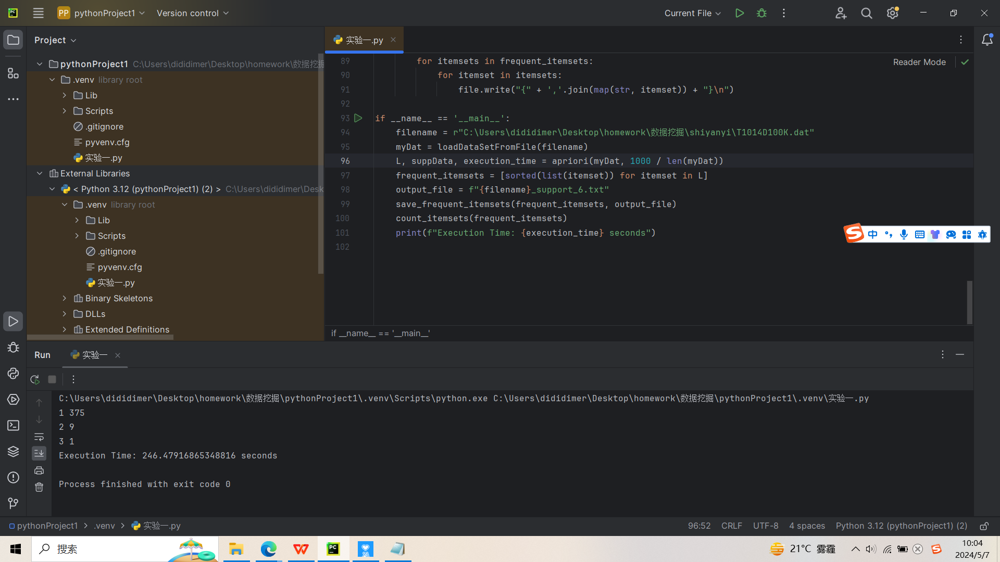 PP pythonProject1 Version control
Current File
Project
pythonProject1 C:\Users\dididimer\Desktop\homework\数据挖掘
.venv library root
Lib
Scripts
.gitignore
pyvenv.cfg
实验一.py
External Libraries
< Python 3.12 (pythonProject1) (2) > C:\Users\dididimer\Desk
.venv library root
Lib
Scripts
.gitignore
pyvenv.cfg
实验一.py
Binary Skeletons
DLLs
Extended Definitions
实验一.py
Reader Mode
89 for itemsets in frequent_itemsets:
90 for itemset in itemsets:
91 file.write("{" + ','.join(map(str, itemset)) + "}\n")
92
93 if __name__ == '__main__':
94 filename = r"C:\Users\dididimer\Desktop\homework\数据挖掘\shiyanyi\T1014D100K.dat"
95 myDat = loadDataSetFromFile(filename)
96 L, suppData, execution_time = apriori(myDat, 1000 / len(myDat))
97 frequent_itemsets = [sorted(list(itemset)) for itemset in L]
98 output_file = f"{filename}_support_6.txt"
99 save_frequent_itemsets(frequent_itemsets, output_file)
100 count_itemsets(frequent_itemsets)
101 print(f"Execution Time: {execution_time} seconds")
102
S 中
if __name__ == '__main__'
Run 实验一
C:\Users\dididimer\Desktop\homework\数据挖掘\pythonProject1\.venv\Scripts\python.exe C:\Users\dididimer\Desktop\homework\数据挖掘\pythonProject1\.venv\实验一.py
1 375
2 9
3 1
Execution Time: 246.47916865348816 seconds
Process finished with exit code 0
pythonProject1 > .venv > 实验一.py
96:52 CRLF UTF-8 4 spaces Python 3.12 (pythonProject1) (2)
搜索
21°C 雾霾
10:04
2024/5/7